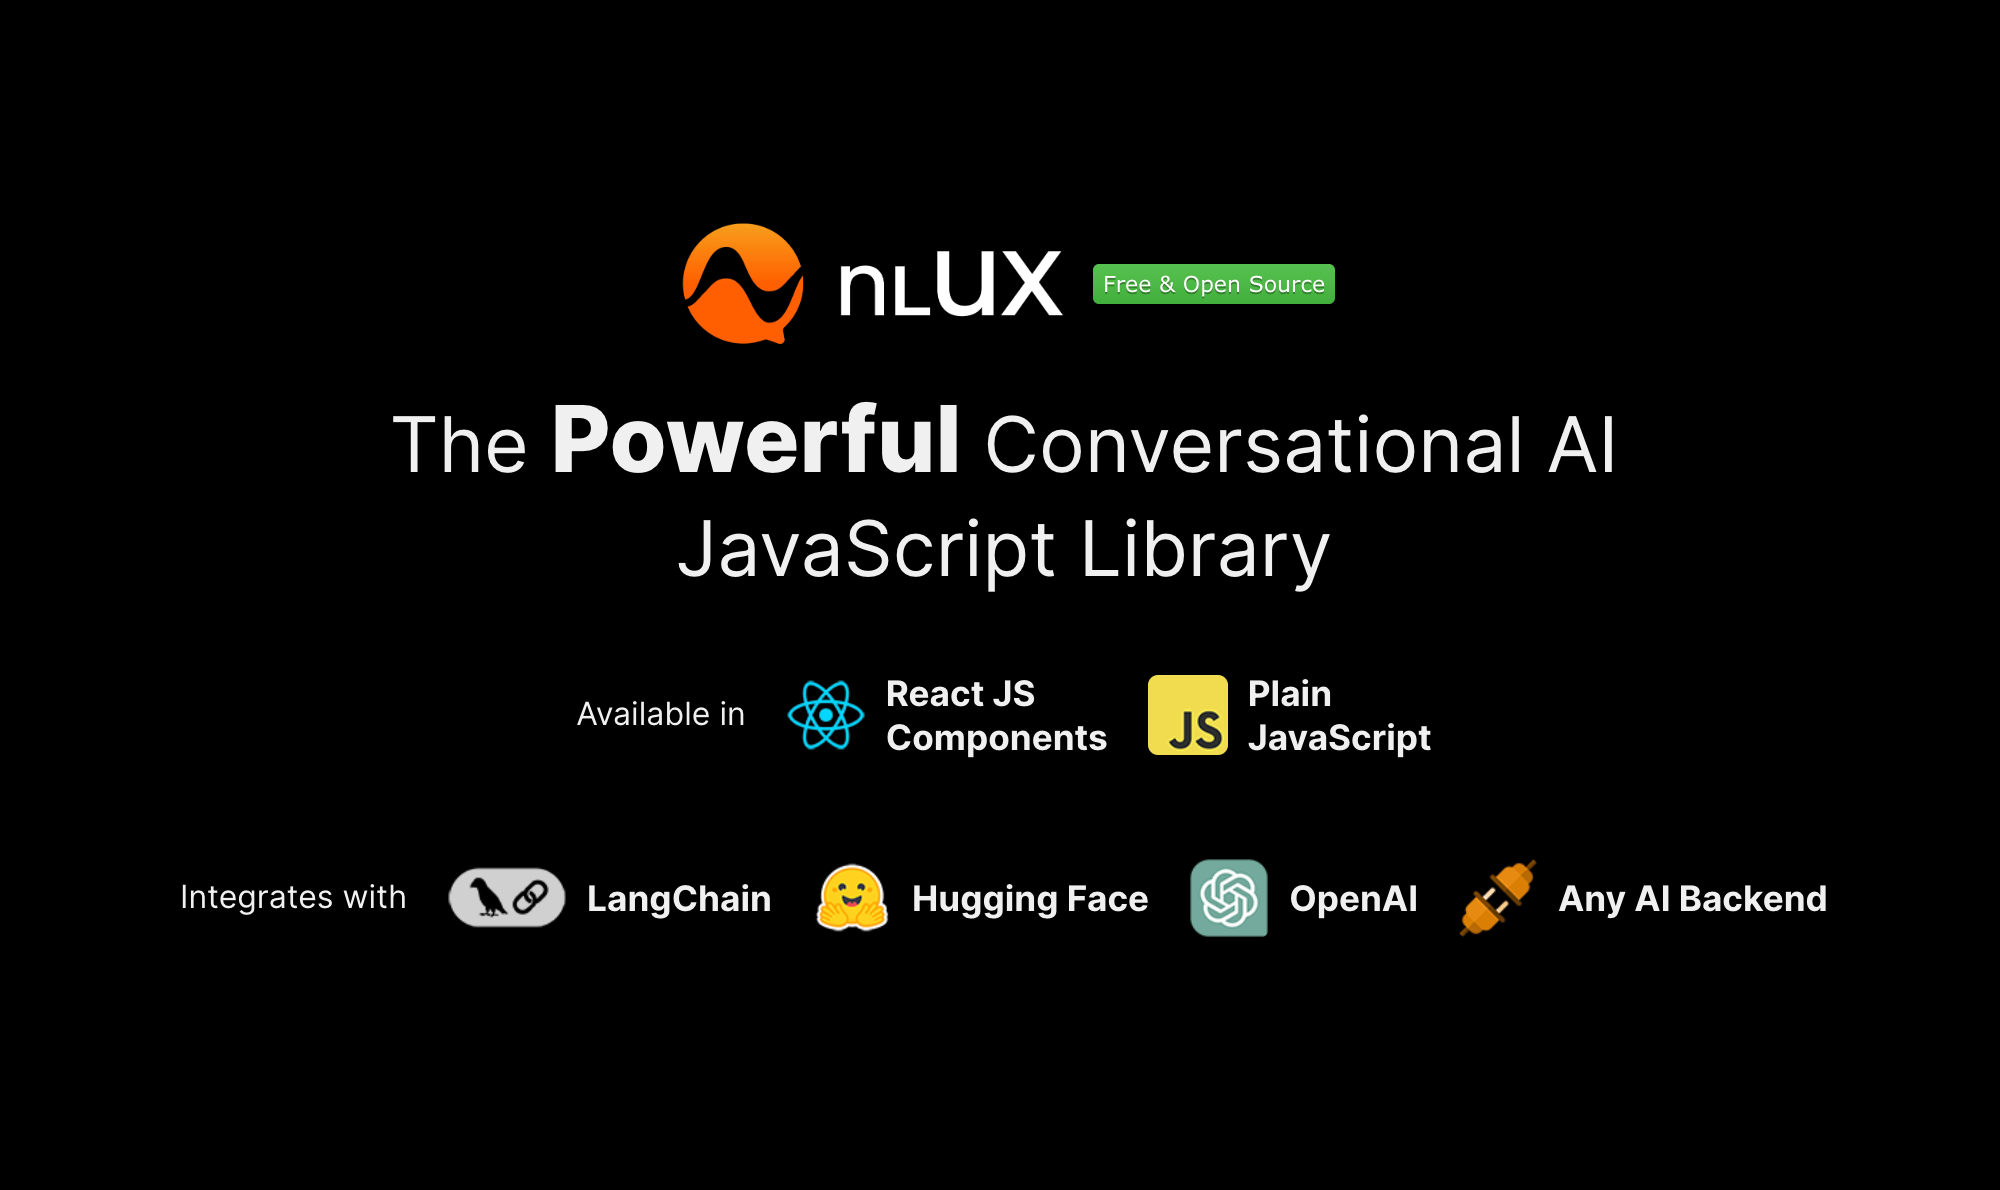 nLUX Free & Open Source
The Powerful Conversational AI
JavaScript Library
Available in React JS Components JS Plain JavaScript
Integrates with LangChain Hugging Face OpenAI Any AI Backend